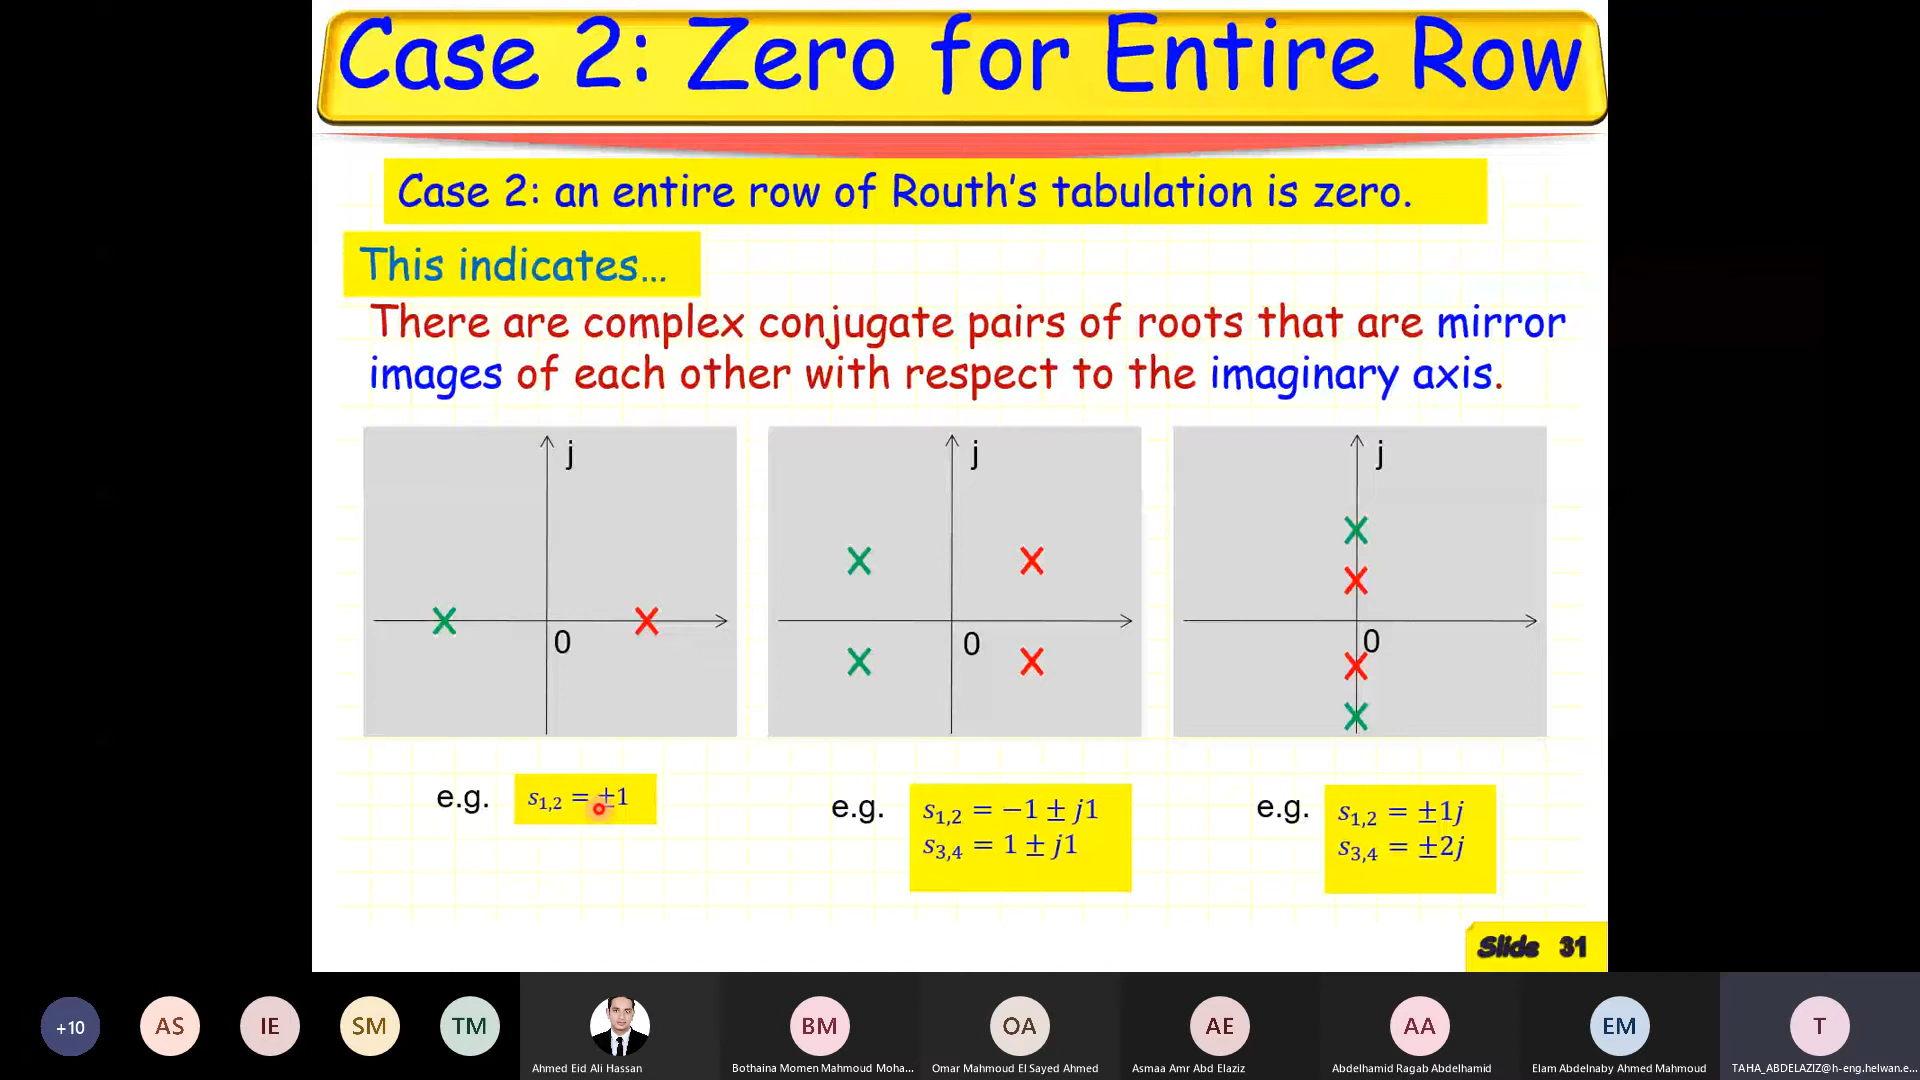 Case 2: Zero for Entire Row
Case 2: an entire row of Routh's tabulation is zero.
This indicates...
There are complex conjugate pairs of roots that are mirror
images of each other with respect to the imaginary axis.
j
0
j
0
j
0
e.g. s₁,₂ = ±1
e.g. s₁,₂ = −1 ± j1
s₃,₄ = 1 ± j1
e.g. s₁,₂ = ±1j
s₃,₄ = ±2j
Slide 31
+10
AS
IE
SM
TM
Ahmed Eid Ali Hassan
BM
Bothaina Momen Mahmoud Moha...
OA
Omar Mahmoud El Sayed Ahmed
AE
Asmaa Amr Abd Elaziz
AA
Abdelhamid Ragab Abdelhamid
EM
Elam Abdelnaby Ahmed Mahmoud
T
TAHA_ABDELAZIZ@h-eng.helwan.e...